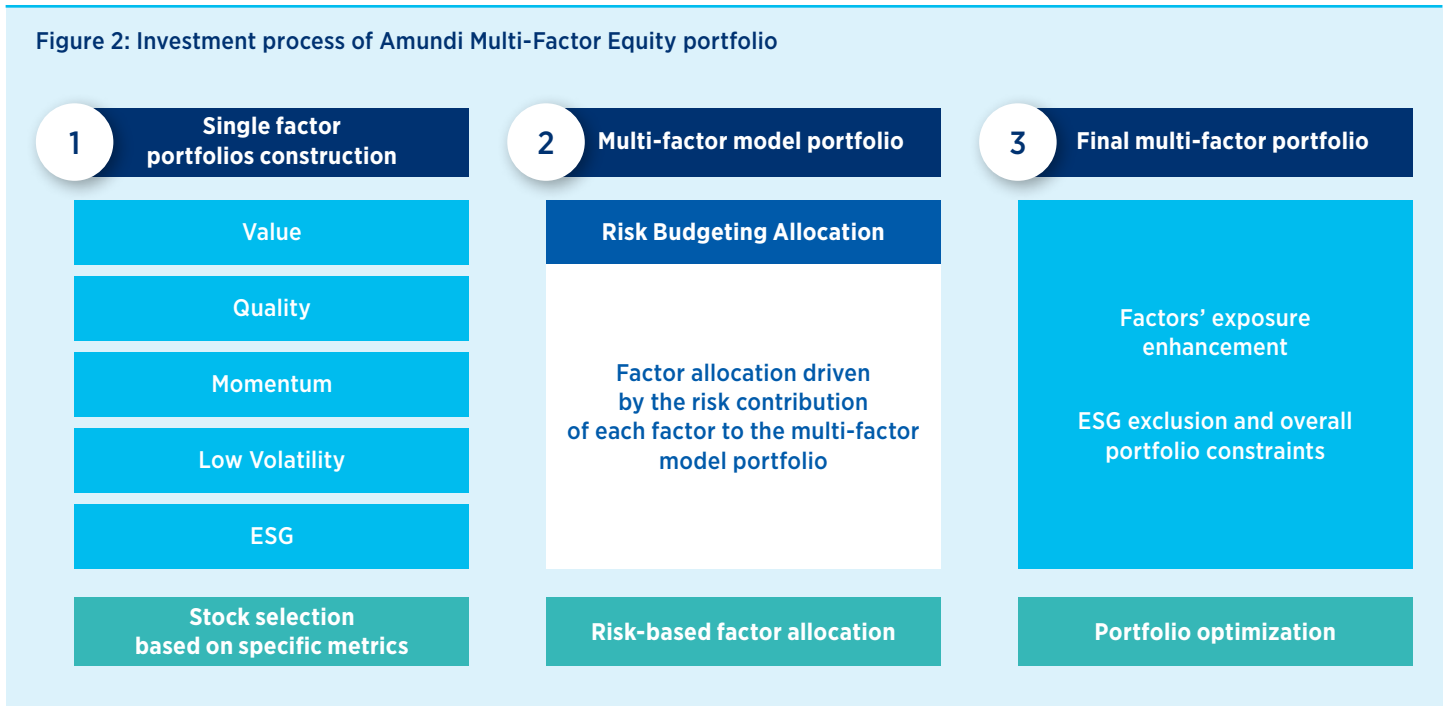 Figure 2: Investment process of Amundi Multi-Factor Equity portfolio
1
Single factor
portfolios construction
Value
Quality
Momentum
Low Volatility
ESG
Stock selection
based on specific metrics
2
Multi-factor model portfolio
Risk Budgeting Allocation
Factor allocation driven
by the risk contribution
of each factor to the multi-factor
model portfolio
Risk-based factor allocation
3
Final multi-factor portfolio
Factors’ exposure
enhancement
ESG exclusion and overall
portfolio constraints
Portfolio optimization